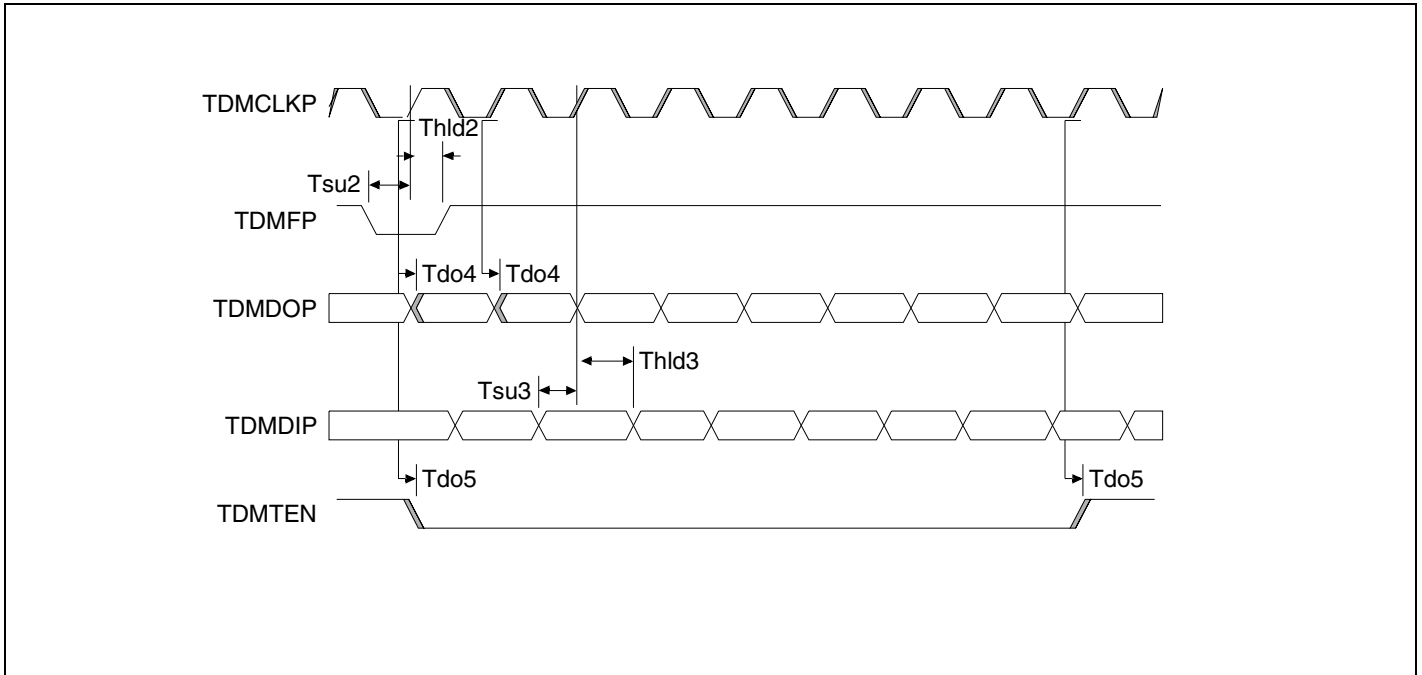 TDMCLKP
Thld2
Tsu2
TDMFP
Tdo4 Tdo4
TDMDOP
Thld3
Tsu3
TDMDIP
Tdo5 Tdo5
TDMTEN